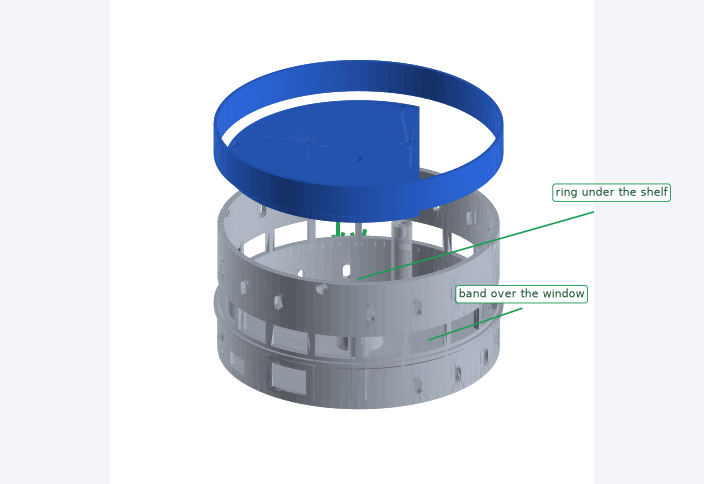 ring under the shelf
band over the window